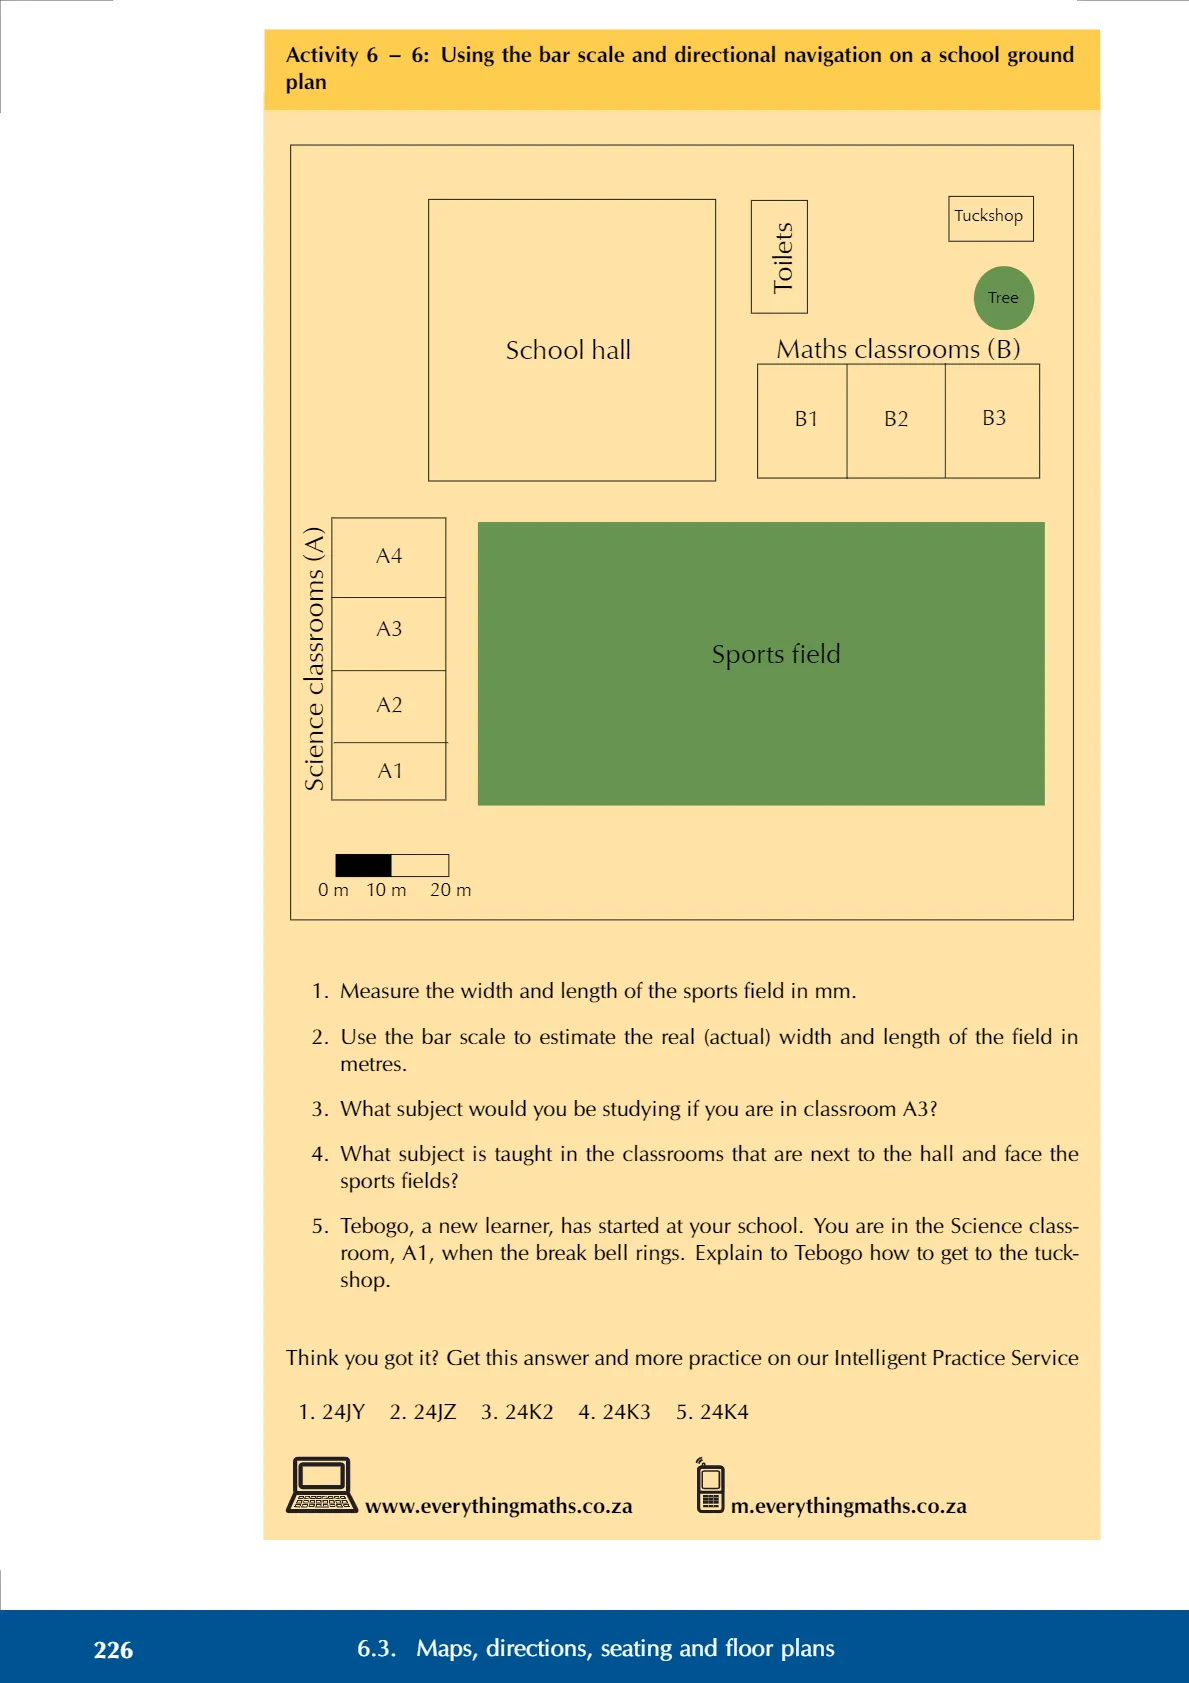 Activity 6 – 6: Using the bar scale and directional navigation on a school ground
plan
Tuckshop
Toilets
Tree
School hall
Maths classrooms (B)
B1
B2
B3
Science classrooms (A)
A4
A3
A2
A1
Sports field
0 m 10 m 20 m
1. Measure the width and length of the sports field in mm.
2. Use the bar scale to estimate the real (actual) width and length of the field in
metres.
3. What subject would you be studying if you are in classroom A3?
4. What subject is taught in the classrooms that are next to the hall and face the
sports fields?
5. Tebogo, a new learner, has started at your school. You are in the Science class-
room, A1, when the break bell rings. Explain to Tebogo how to get to the tuck-
shop.
Think you got it? Get this answer and more practice on our Intelligent Practice Service
1. 24JY 2. 24JZ 3. 24K2 4. 24K3 5. 24K4
www.everythingmaths.co.za m.everythingmaths.co.za
226 6.3. Maps, directions, seating and floor plans